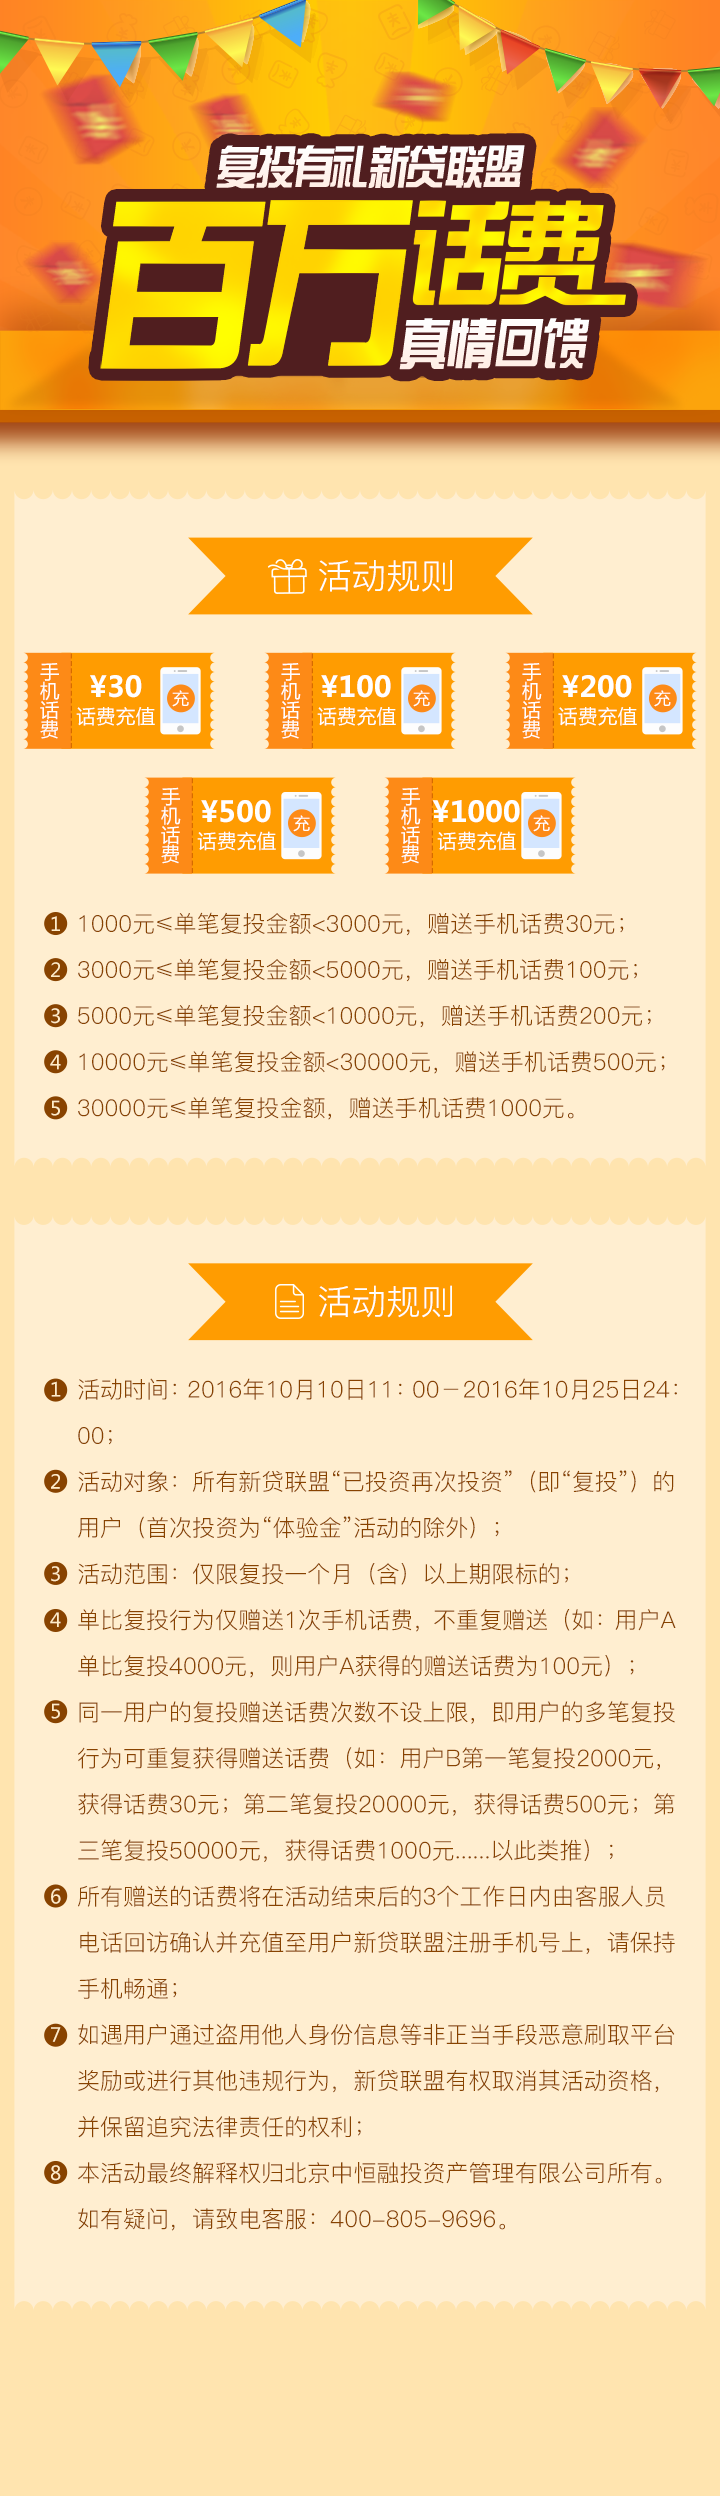 复投有礼新贷联盟
百万话费
真情回馈
活动规则
手机话费
¥30
话费充值
充
手机话费
¥100
话费充值
充
手机话费
¥200
话费充值
充
手机话费
¥500
话费充值
充
手机话费
¥1000
话费充值
充
1 1000元≤单笔复投金额<3000元，赠送手机话费30元；
2 3000元≤单笔复投金额<5000元，赠送手机话费100元；
3 5000元≤单笔复投金额<10000元，赠送手机话费200元；
4 10000元≤单笔复投金额<30000元，赠送手机话费500元；
5 30000元≤单笔复投金额，赠送手机话费1000元。
活动规则
1 活动时间：2016年10月10日11：00－2016年10月25日24：
00；
2 活动对象：所有新贷联盟“已投资再次投资”（即“复投”）的
用户（首次投资为“体验金”活动的除外）；
3 活动范围：仅限复投一个月（含）以上期限标的；
4 单比复投行为仅赠送1次手机话费，不重复赠送（如：用户A
单比复投4000元，则用户A获得的赠送话费为100元）；
5 同一用户的复投赠送话费次数不设上限，即用户的多笔复投
行为可重复获得赠送话费（如：用户B第一笔复投2000元，
获得话费30元；第二笔复投20000元，获得话费500元；第
三笔复投50000元，获得话费1000元......以此类推）；
6 所有赠送的话费将在活动结束后的3个工作日内由客服人员
电话回访确认并充值至用户新贷联盟注册手机号上，请保持
手机畅通；
7 如遇用户通过盗用他人身份信息等非正当手段恶意刷取平台
奖励或进行其他违规行为，新贷联盟有权取消其活动资格，
并保留追究法律责任的权利；
8 本活动最终解释权归北京中恒融投资产管理有限公司所有。
如有疑问，请致电客服：400-805-9696。